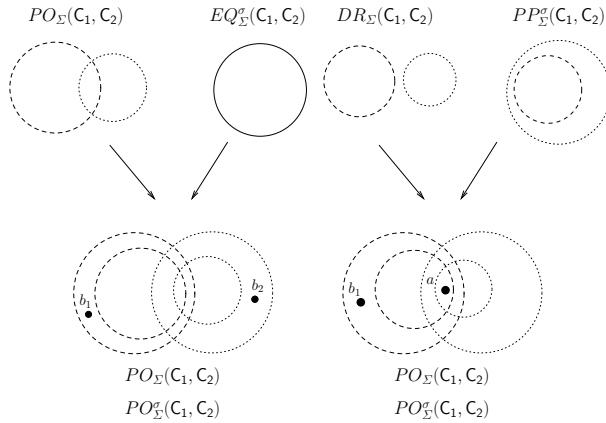 PO_Σ(C₁, C₂) EQ^σ_Σ(C₁, C₂) DR_Σ(C₁, C₂) PP^σ_Σ(C₁, C₂)
b₁ b₂ b₁ a
PO_Σ(C₁, C₂) PO_Σ(C₁, C₂)
PO^σ_Σ(C₁, C₂) PO^σ_Σ(C₁, C₂)